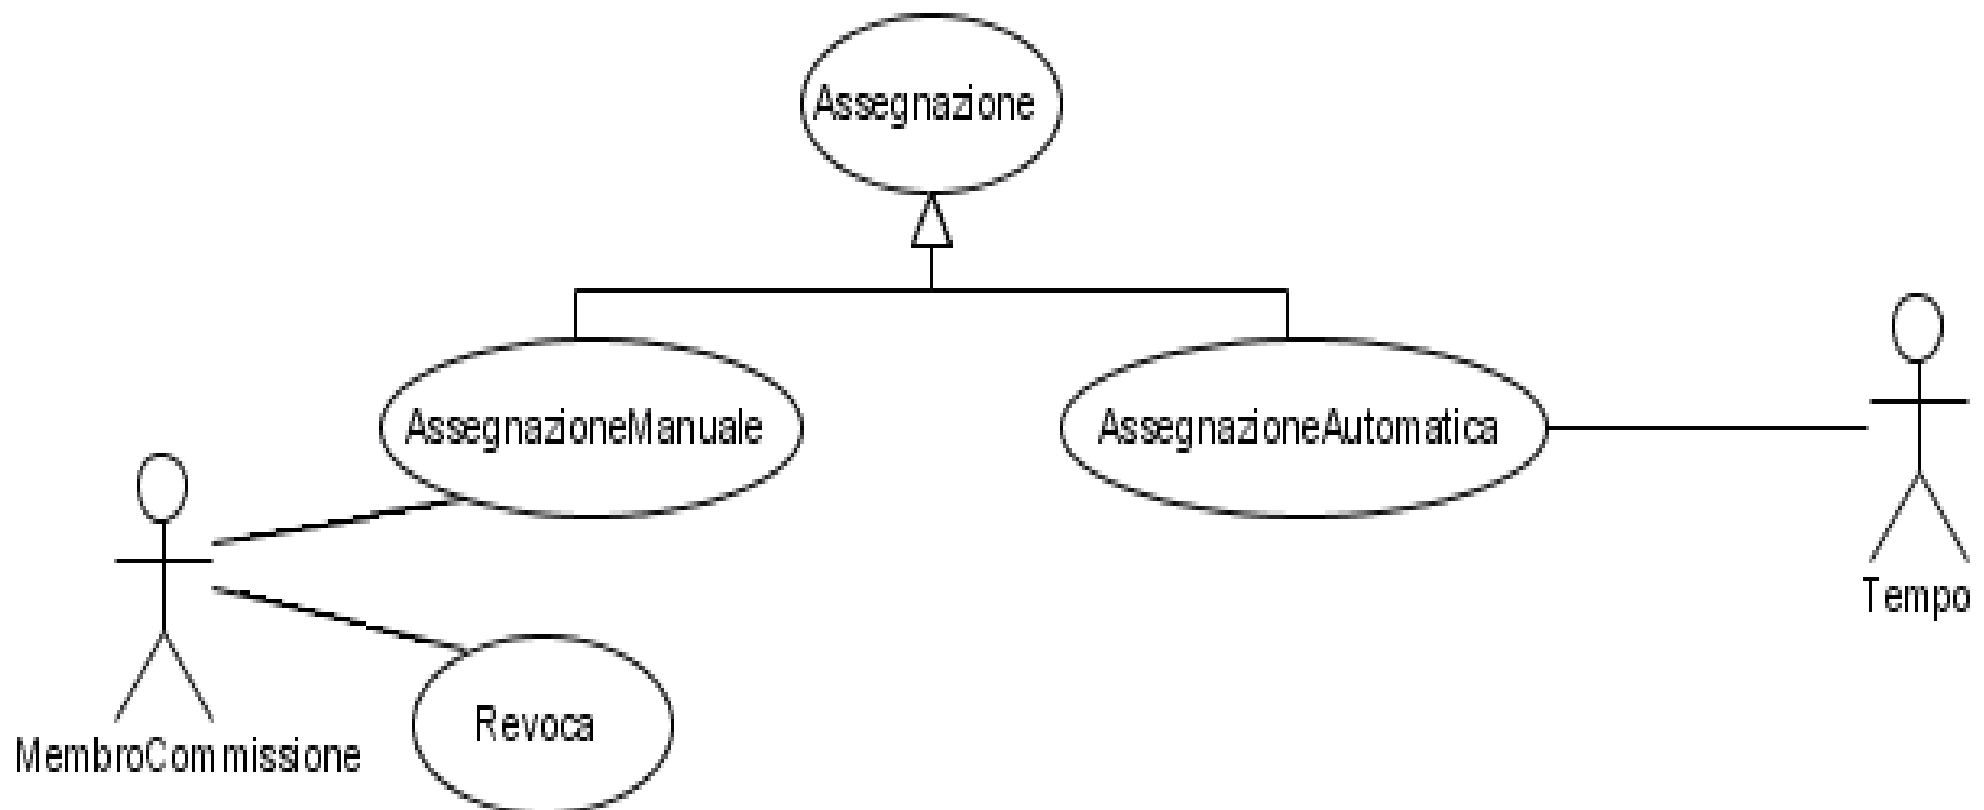 Assegnazione
AssegnazioneManuale
AssegnazioneAutomatica
Tempo
Revoca
MembroCommissione